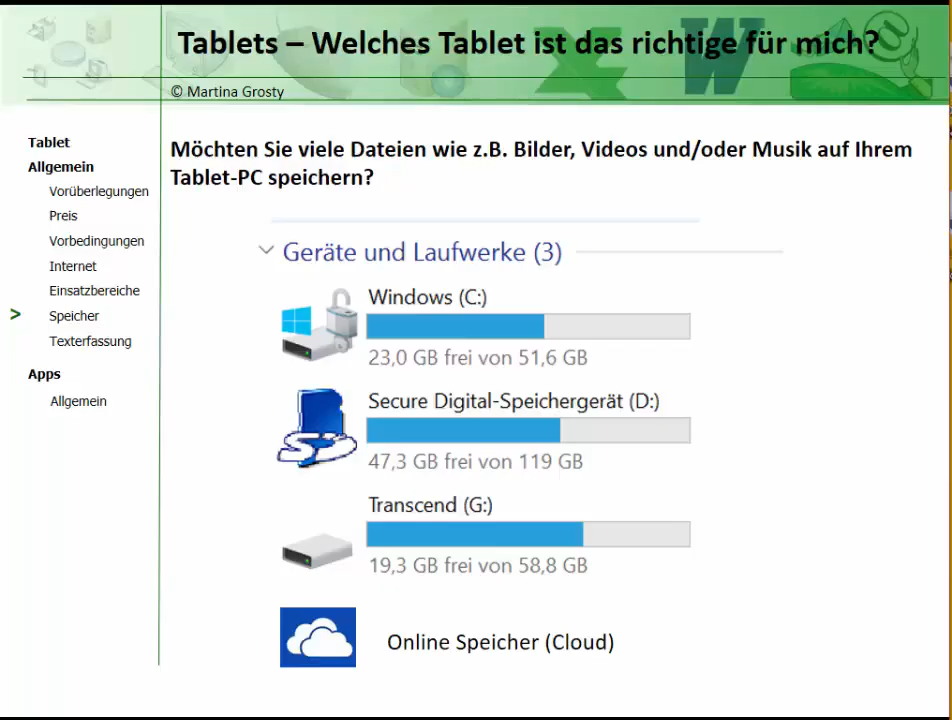 Tablets – Welches Tablet ist das richtige für mich?
© Martina Grosty
Tablet
Allgemein
Vorüberlegungen
Preis
Vorbedingungen
Internet
Einsatzbereiche
> Speicher
Texterfassung
Apps
Allgemein
Möchten Sie viele Dateien wie z.B. Bilder, Videos und/oder Musik auf Ihrem
Tablet-PC speichern?
Geräte und Laufwerke (3)
Windows (C:)
23,0 GB frei von 51,6 GB
Secure Digital-Speichergerät (D:)
47,3 GB frei von 119 GB
Transcend (G:)
19,3 GB frei von 58,8 GB
Online Speicher (Cloud)